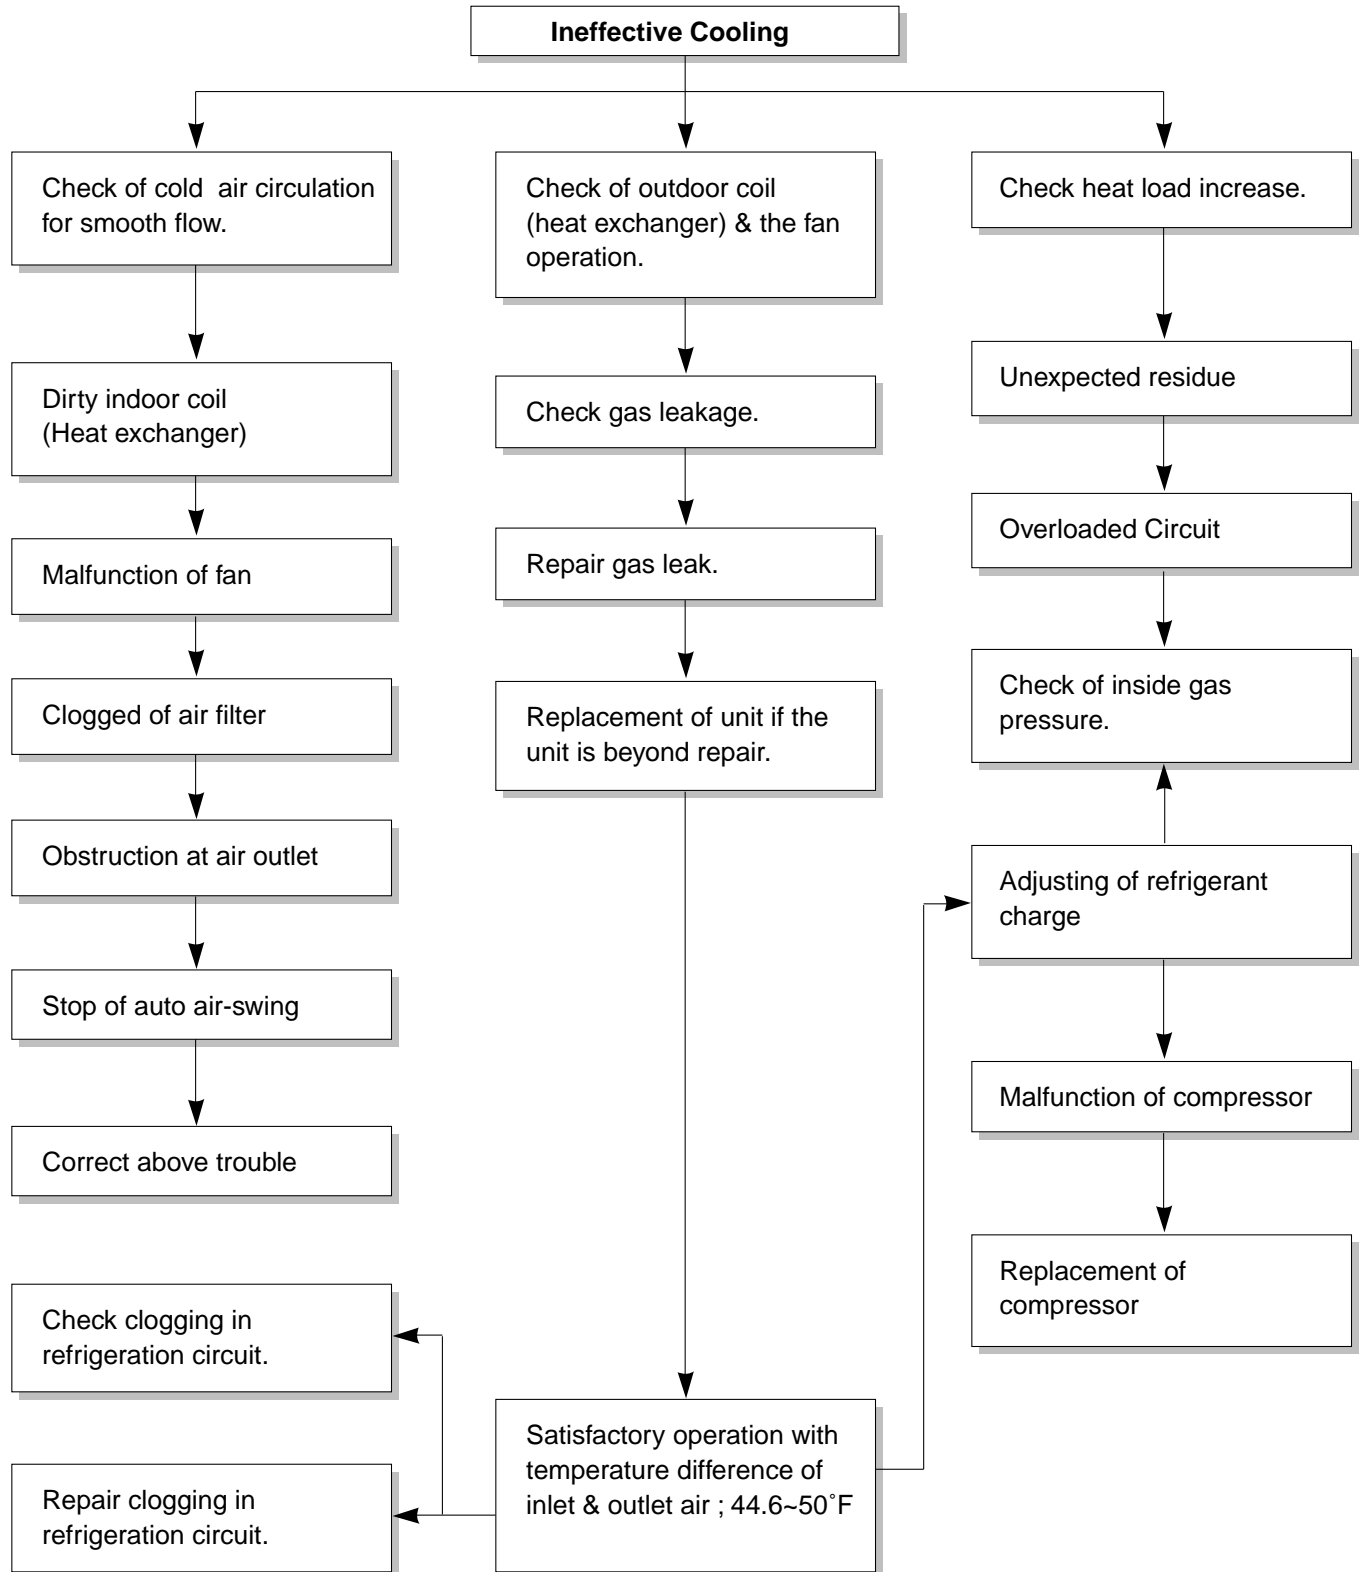 Ineffective Cooling
Check of cold air circulation
for smooth flow.
Dirty indoor coil
(Heat exchanger)
Malfunction of fan
Clogged of air filter
Obstruction at air outlet
Stop of auto air-swing
Correct above trouble
Check clogging in
refrigeration circuit.
Repair clogging in
refrigeration circuit.
Check of outdoor coil
(heat exchanger) & the fan
operation.
Check gas leakage.
Repair gas leak.
Replacement of unit if the
unit is beyond repair.
Satisfactory operation with
temperature difference of
inlet & outlet air ; 44.6~50˚F
Check heat load increase.
Unexpected residue
Overloaded Circuit
Check of inside gas
pressure.
Adjusting of refrigerant
charge
Malfunction of compressor
Replacement of
compressor